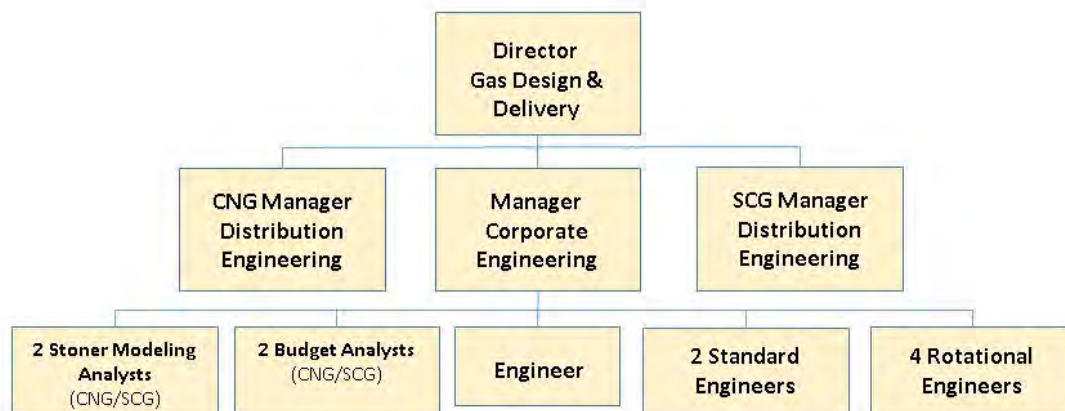 Director
Gas Design &
Delivery
CNG Manager
Distribution
Engineering
Manager
Corporate
Engineering
SCG Manager
Distribution
Engineering
2 Stoner Modeling
Analysts
(CNG/SCG)
2 Budget Analysts
(CNG/SCG)
Engineer
2 Standard
Engineers
4 Rotational
Engineers